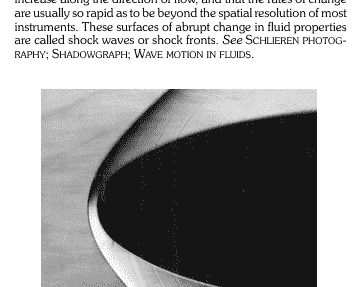 increase along the direction of flow, and that the rates of change
are usually so rapid as to be beyond the spatial resolution of most
instruments. These surfaces of abrupt change in fluid properties
are called shock waves or shock fronts. See SCHLIEREN PHOTOG-
RAPHY; SHADOWGRAPH; WAVE MOTION IN FLUIDS.